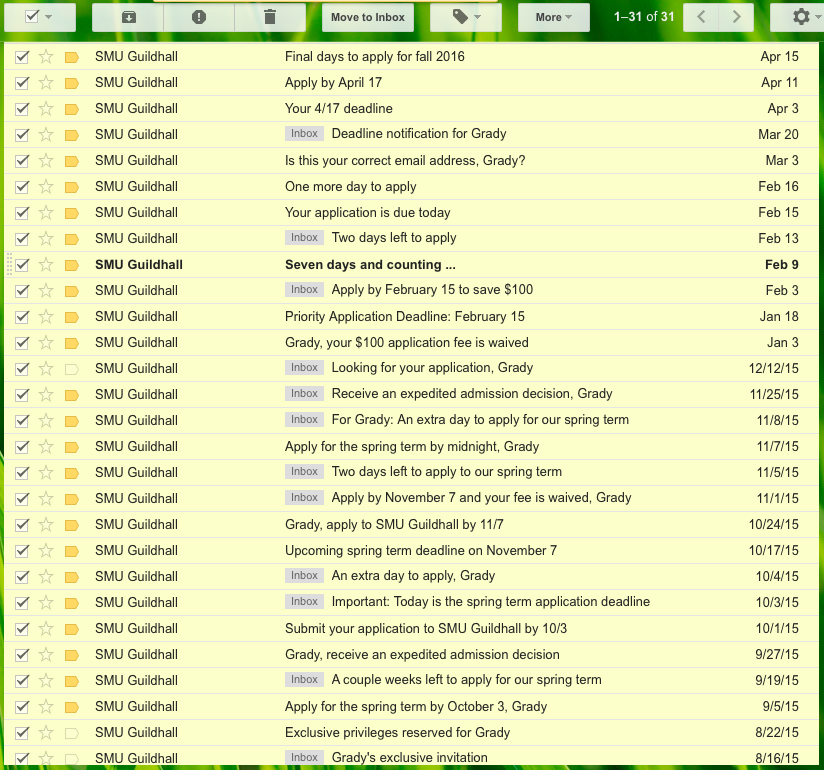 Move to Inbox More 1–31 of 31
SMU Guildhall Final days to apply for fall 2016 Apr 15
SMU Guildhall Apply by April 17 Apr 11
SMU Guildhall Your 4/17 deadline Apr 3
SMU Guildhall Inbox Deadline notification for Grady Mar 20
SMU Guildhall Is this your correct email address, Grady? Mar 3
SMU Guildhall One more day to apply Feb 16
SMU Guildhall Your application is due today Feb 15
SMU Guildhall Inbox Two days left to apply Feb 13
SMU Guildhall Seven days and counting ... Feb 9
SMU Guildhall Inbox Apply by February 15 to save $100 Feb 3
SMU Guildhall Priority Application Deadline: February 15 Jan 18
SMU Guildhall Grady, your $100 application fee is waived Jan 3
SMU Guildhall Inbox Looking for your application, Grady 12/12/15
SMU Guildhall Inbox Receive an expedited admission decision, Grady 11/25/15
SMU Guildhall Inbox For Grady: An extra day to apply for our spring term 11/8/15
SMU Guildhall Apply for the spring term by midnight, Grady 11/7/15
SMU Guildhall Inbox Two days left to apply to our spring term 11/5/15
SMU Guildhall Inbox Apply by November 7 and your fee is waived, Grady 11/1/15
SMU Guildhall Grady, apply to SMU Guildhall by 11/7 10/24/15
SMU Guildhall Upcoming spring term deadline on November 7 10/17/15
SMU Guildhall Inbox An extra day to apply, Grady 10/4/15
SMU Guildhall Inbox Important: Today is the spring term application deadline 10/3/15
SMU Guildhall Submit your application to SMU Guildhall by 10/3 10/1/15
SMU Guildhall Grady, receive an expedited admission decision 9/27/15
SMU Guildhall Inbox A couple weeks left to apply for our spring term 9/19/15
SMU Guildhall Apply for the spring term by October 3, Grady 9/5/15
SMU Guildhall Exclusive privileges reserved for Grady 8/22/15
SMU Guildhall Inbox Grady's exclusive invitation 8/16/15